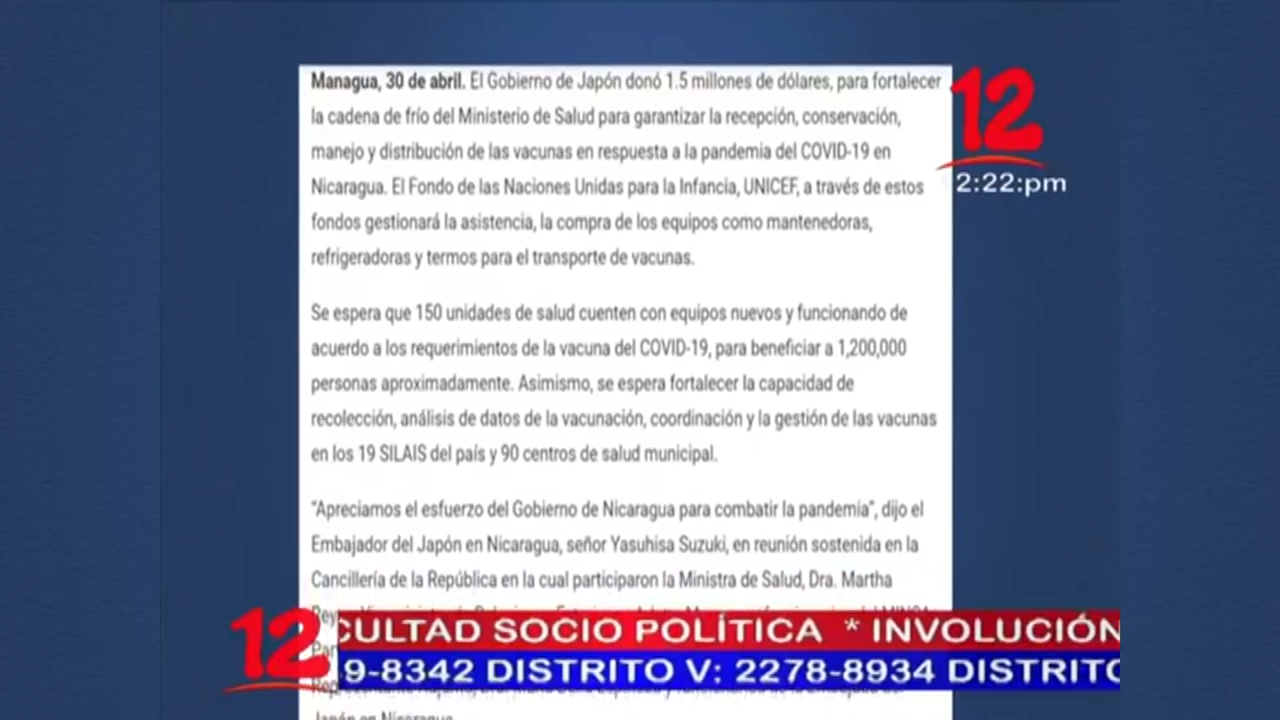 Managua, 30 de abril. El Gobierno de Japón donó 1.5 millones de dólares, para fortalecer
la cadena de frío del Ministerio de Salud para garantizar la recepción, conservación,
manejo y distribución de las vacunas en respuesta a la pandemia del COVID-19 en
Nicaragua. El Fondo de las Naciones Unidas para la Infancia, UNICEF, a través de estos
fondos gestionará la asistencia, la compra de los equipos como mantenedoras,
refrigeradoras y termos para el transporte de vacunas.
Se espera que 150 unidades de salud cuenten con equipos nuevos y funcionando de
acuerdo a los requerimientos de la vacuna del COVID-19, para beneficiar a 1,200,000
personas aproximadamente. Asimismo, se espera fortalecer la capacidad de
recolección, análisis de datos de la vacunación, coordinación y la gestión de las vacunas
en los 19 SILAIS del país y 90 centros de salud municipal.
“Apreciamos el esfuerzo del Gobierno de Nicaragua para combatir la pandemia”, dijo el
Embajador del Japón en Nicaragua, señor Yasuhisa Suzuki, en reunión sostenida en la
Cancillería de la República en la cual participaron la Ministra de Salud, Dra. Martha
Japón en Nicaragua
12
2:22:pm
12
CULTAD SOCIO POLÍTICA * INVOLUCIÓN
9-8342 DISTRITO V: 2278-8934 DISTRITO